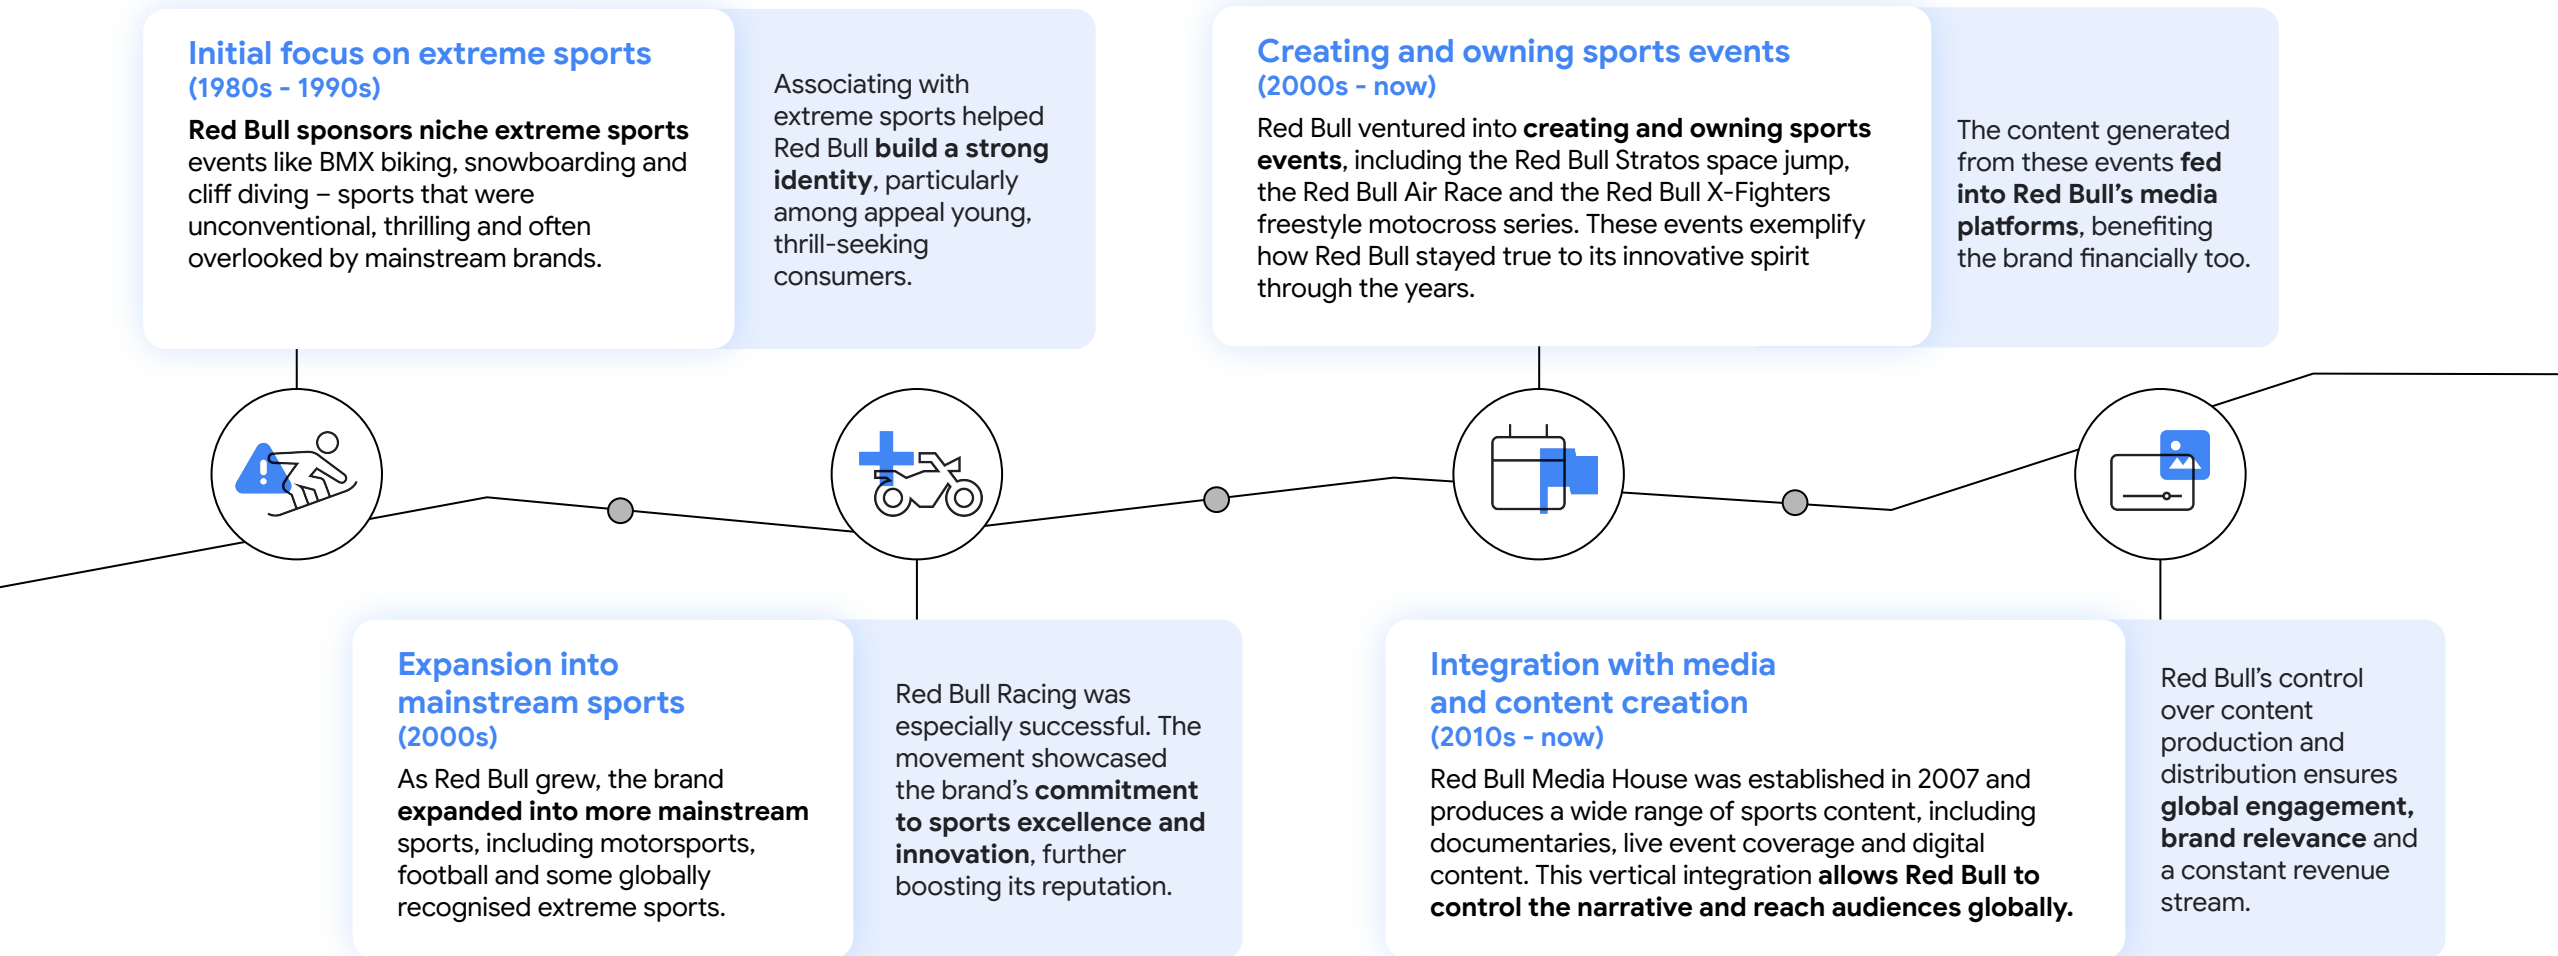 Initial focus on extreme sports
(1980s - 1990s)
Red Bull sponsors niche extreme sports
events like BMX biking, snowboarding and
cliff diving – sports that were
unconventional, thrilling and often
overlooked by mainstream brands.
Associating with
extreme sports helped
Red Bull build a strong
identity, particularly
among appeal young,
thrill-seeking
consumers.
Creating and owning sports events
(2000s - now)
Red Bull ventured into creating and owning sports
events, including the Red Bull Stratos space jump,
the Red Bull Air Race and the Red Bull X-Fighters
freestyle motocross series. These events exemplify
how Red Bull stayed true to its innovative spirit
through the years.
The content generated
from these events fed
into Red Bull’s media
platforms, benefiting
the brand financially too.
Expansion into
mainstream sports
(2000s)
As Red Bull grew, the brand
expanded into more mainstream
sports, including motorsports,
football and some globally
recognised extreme sports.
Red Bull Racing was
especially successful. The
movement showcased
the brand’s commitment
to sports excellence and
innovation, further
boosting its reputation.
Integration with media
and content creation
(2010s - now)
Red Bull Media House was established in 2007 and
produces a wide range of sports content, including
documentaries, live event coverage and digital
content. This vertical integration allows Red Bull to
control the narrative and reach audiences globally.
Red Bull’s control
over content
production and
distribution ensures
global engagement,
brand relevance and
a constant revenue
stream.